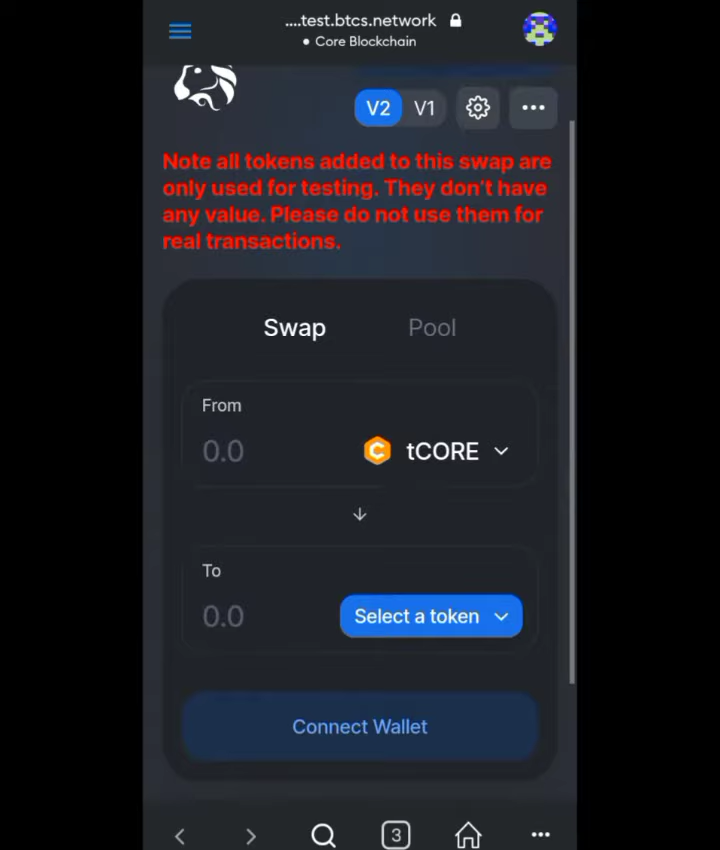 ....test.btcs.network
Core Blockchain
V2 V1
Note all tokens added to this swap are
only used for testing. They don't have
any value. Please do not use them for
real transactions.
Swap Pool
From
0.0 tCORE
To
0.0 Select a token
Connect Wallet
3